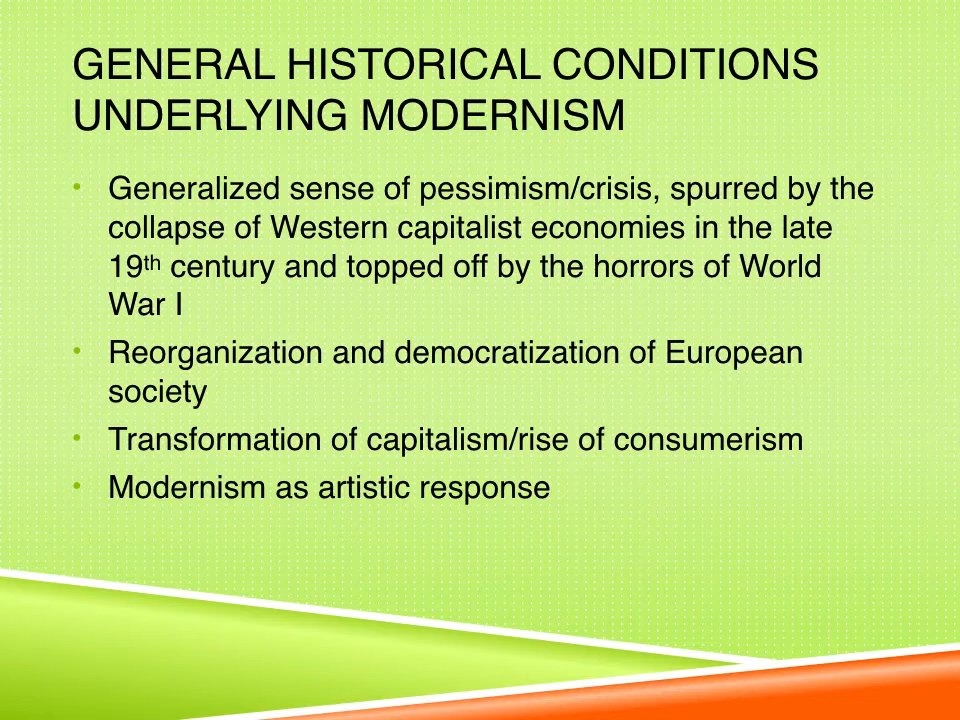 GENERAL HISTORICAL CONDITIONS
UNDERLYING MODERNISM
• Generalized sense of pessimism/crisis, spurred by the
collapse of Western capitalist economies in the late
19th century and topped off by the horrors of World
War I
• Reorganization and democratization of European
society
• Transformation of capitalism/rise of consumerism
• Modernism as artistic response